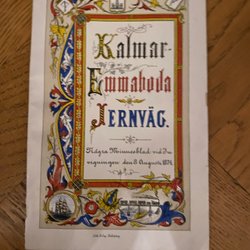 Kalmar-
Emmaboda
Jernväg.
Några Minnesblad vid In-
vigningen den 8 Augusti 1874.